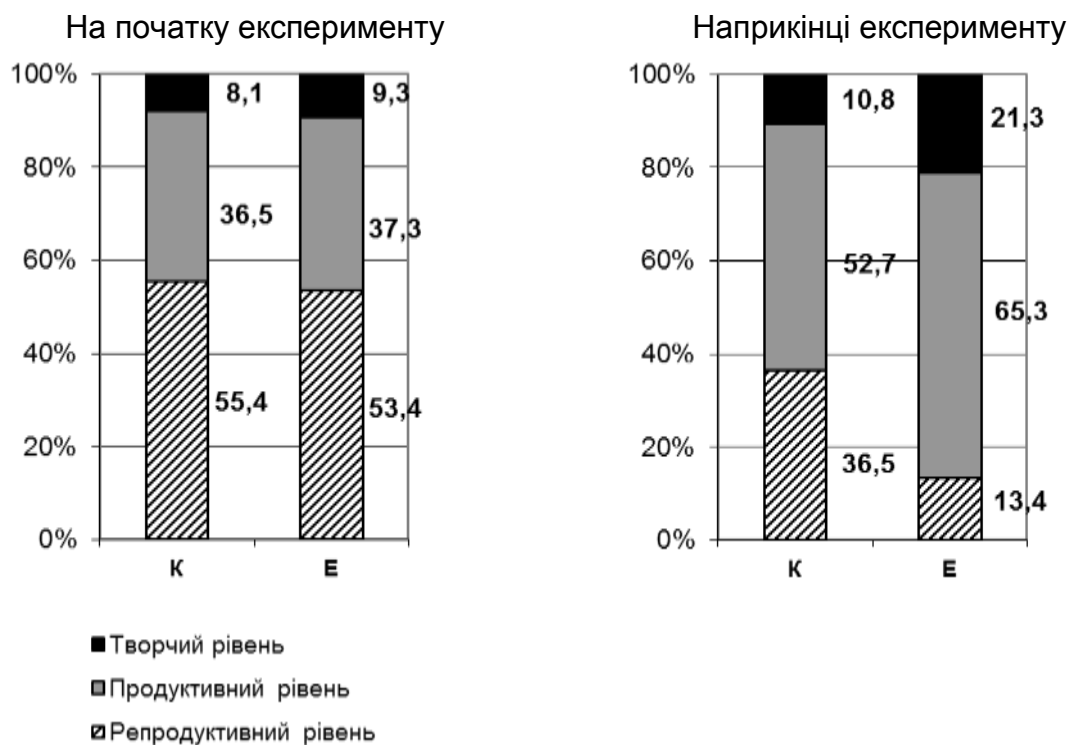 На початку експерименту
100%
80%
60%
40%
20%
0%
8,1
9,3
36,5
37,3
55,4
53,4
К
Е
Наприкінці експерименту
100%
80%
60%
40%
20%
0%
10,8
21,3
52,7
65,3
36,5
13,4
К
Е
Творчий рівень
Продуктивний рівень
Репродуктивний рівень